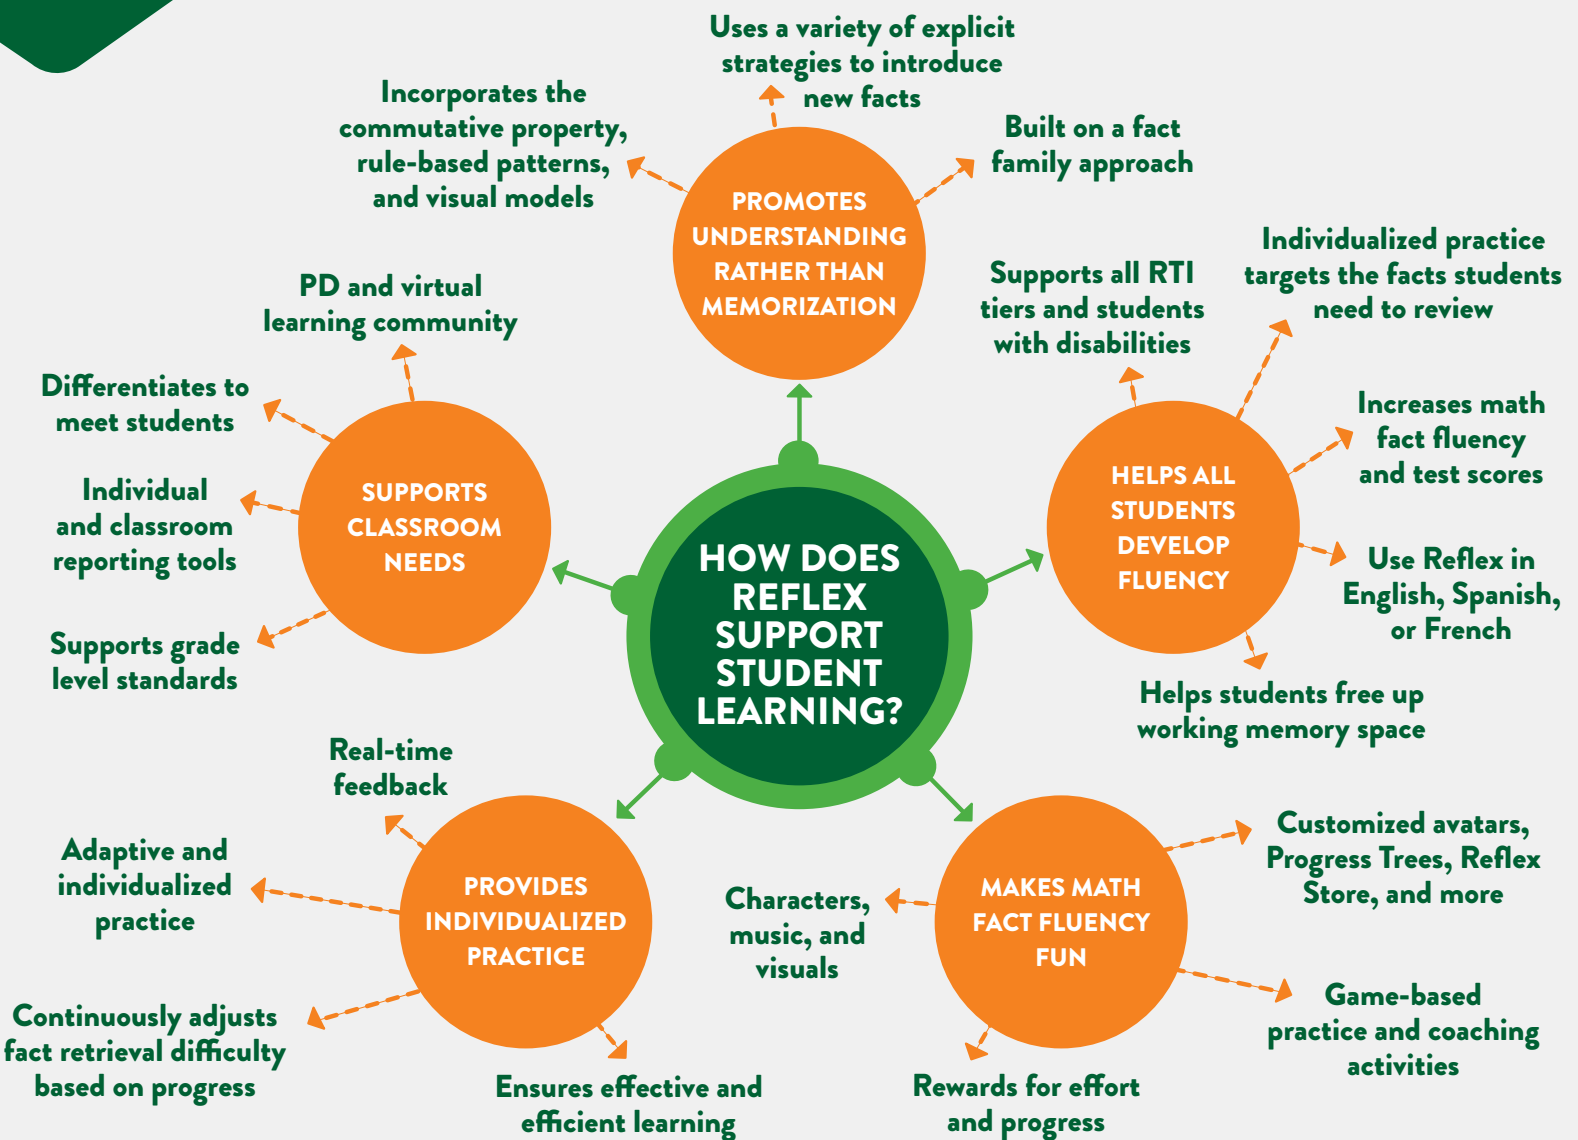 HOW DOES
REFLEX
SUPPORT
STUDENT
LEARNING?
PROMOTES
UNDERSTANDING
RATHER THAN
MEMORIZATION
Incorporates the
commutative property,
rule-based patterns,
and visual models
Uses a variety of explicit
strategies to introduce
new facts
Built on a fact
family approach
HELPS ALL
STUDENTS
DEVELOP
FLUENCY
Supports all RTI
tiers and students
with disabilities
Individualized practice
targets the facts students
need to review
Increases math
fact fluency
and test scores
Use Reflex in
English, Spanish,
or French
Helps students free up
working memory space
MAKES MATH
FACT FLUENCY
FUN
Customized avatars,
Progress Trees, Reflex
Store, and more
Game-based
practice and coaching
activities
Rewards for effort
and progress
Characters,
music, and
visuals
PROVIDES
INDIVIDUALIZED
PRACTICE
Real-time
feedback
Adaptive and
individualized
practice
Continuously adjusts
fact retrieval difficulty
based on progress
Ensures effective and
efficient learning
SUPPORTS
CLASSROOM
NEEDS
PD and virtual
learning community
Differentiates to
meet students
Individual
and classroom
reporting tools
Supports grade
level standards